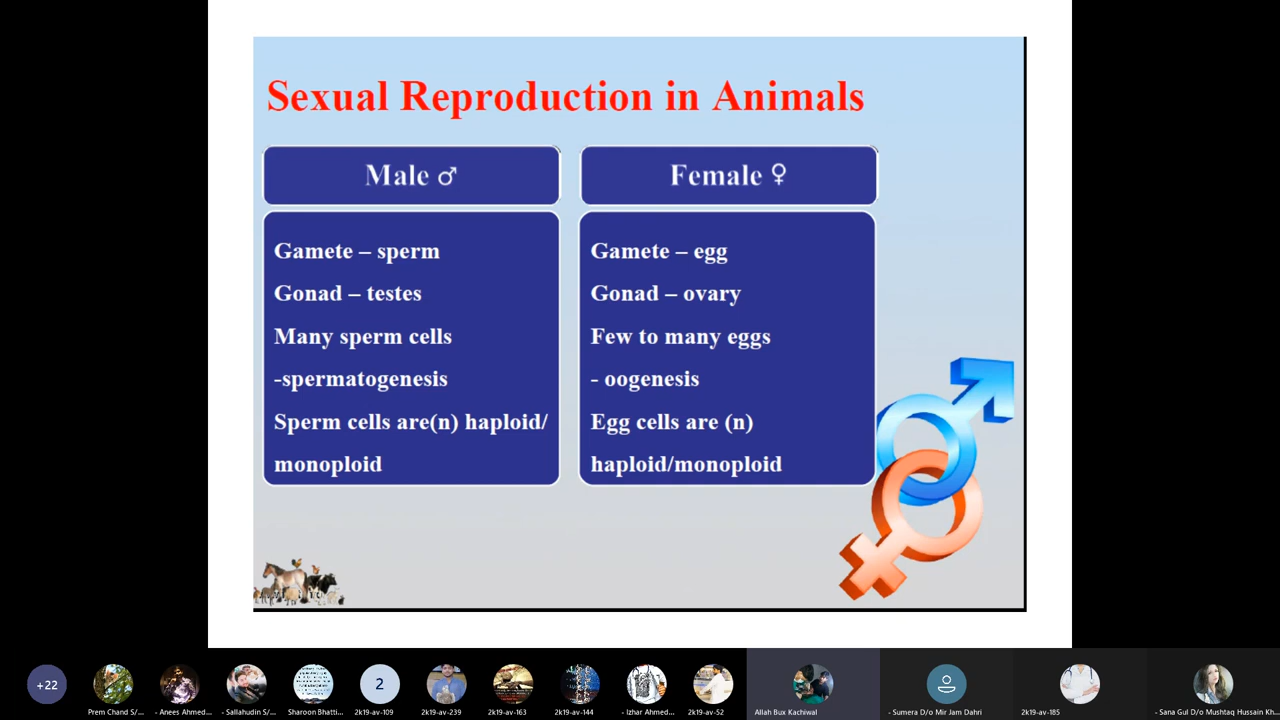 Sexual Reproduction in Animals
Male ♂
Female ♀
Gamete – sperm
Gonad – testes
Many sperm cells
-spermatogenesis
Sperm cells are(n) haploid/
monoploid
Gamete – egg
Gonad – ovary
Few to many eggs
- oogenesis
Egg cells are (n)
haploid/monoploid
+22
Prem Chand S/...
- Anees Ahmed...
- Sallahudin S/...
Sharoon Bhatti...
2
2k19-av-109
2k19-av-239
2k19-av-163
2k19-av-144
- Izhar Ahmed...
2k19-av-52
Allah Bux Kachiwal
- Sumera D/o Mir Jam Dahri
2k19-av-185
- Sana Gul D/o Mushtaq Hussain Kh...